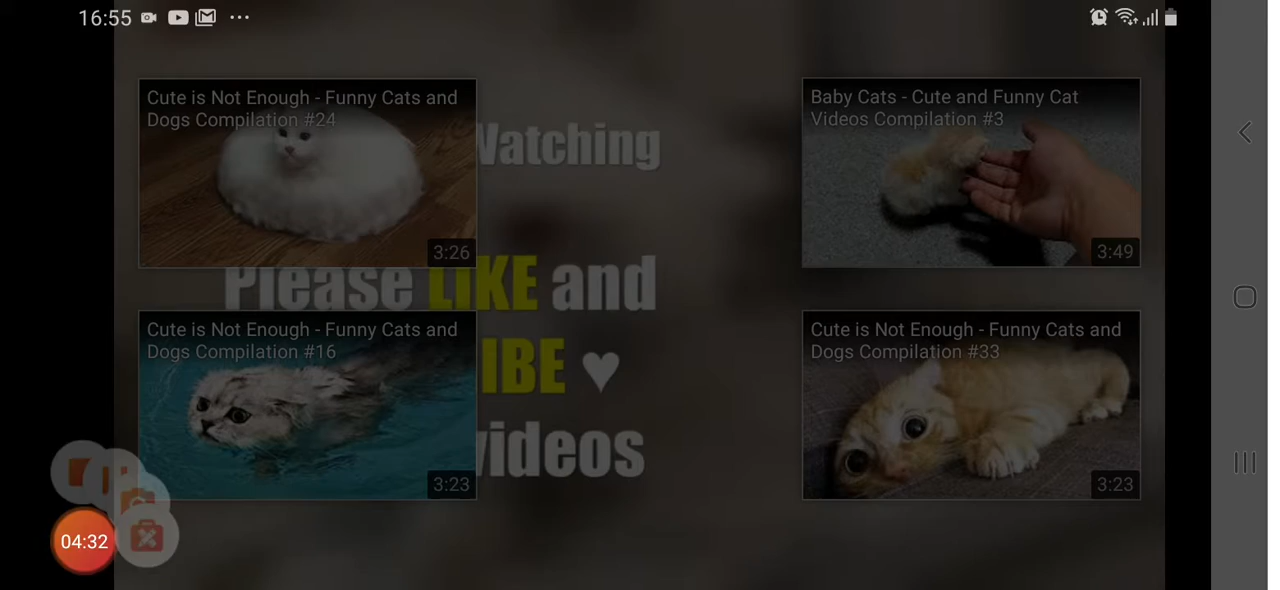 16:55
Cute is Not Enough - Funny Cats and
Dogs Compilation #24
3:26
Baby Cats - Cute and Funny Cat
Videos Compilation #3
3:49
Watching
Please LIKE and
IBE ♥
videos
Cute is Not Enough - Funny Cats and
Dogs Compilation #16
3:23
Cute is Not Enough - Funny Cats and
Dogs Compilation #33
3:23
04:32